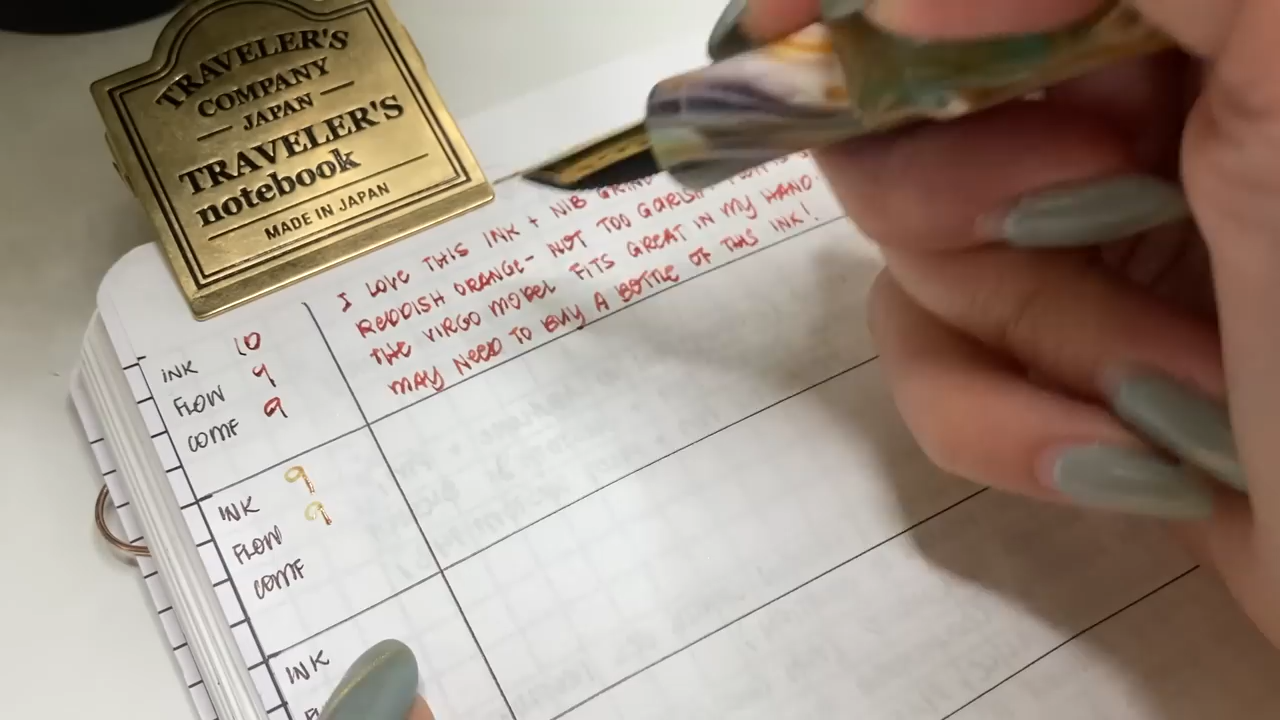 TRAVELER'S
COMPANY
JAPAN
TRAVELER'S
notebook
MADE IN JAPAN
I LOVE THIS INK + NIB GRIND
REDDISH ORANGE - NOT TOO GARISH.
THE VIRGO MODEL FITS GREAT IN MY HAND.
MAY NEED TO BUY A BOTTLE OF THIS INK!
INK 10
FLOW 9
COMF 9
INK 9
FLOW 9
COMF
INK